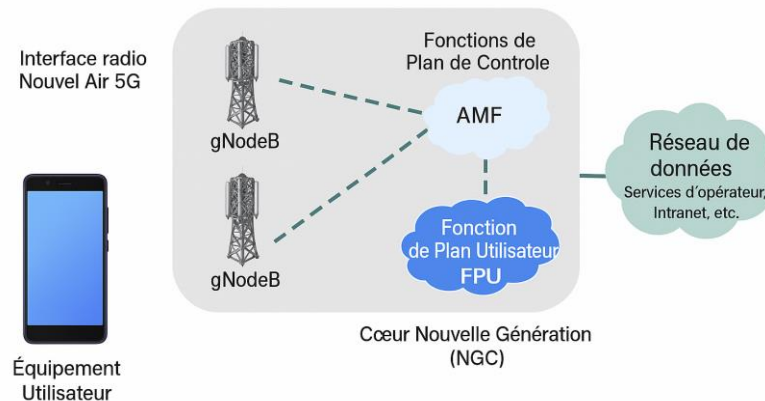 Interface radio
Nouvel Air 5G
gNodeB
gNodeB
Fonctions de
Plan de Controle
AMF
Fonction
de Plan Utilisateur
FPU
Réseau de
données
Services d´opérateur,
Intranet, etc.
Cœur Nouvelle Génération
(NGC)
Équipement
Utilisateur